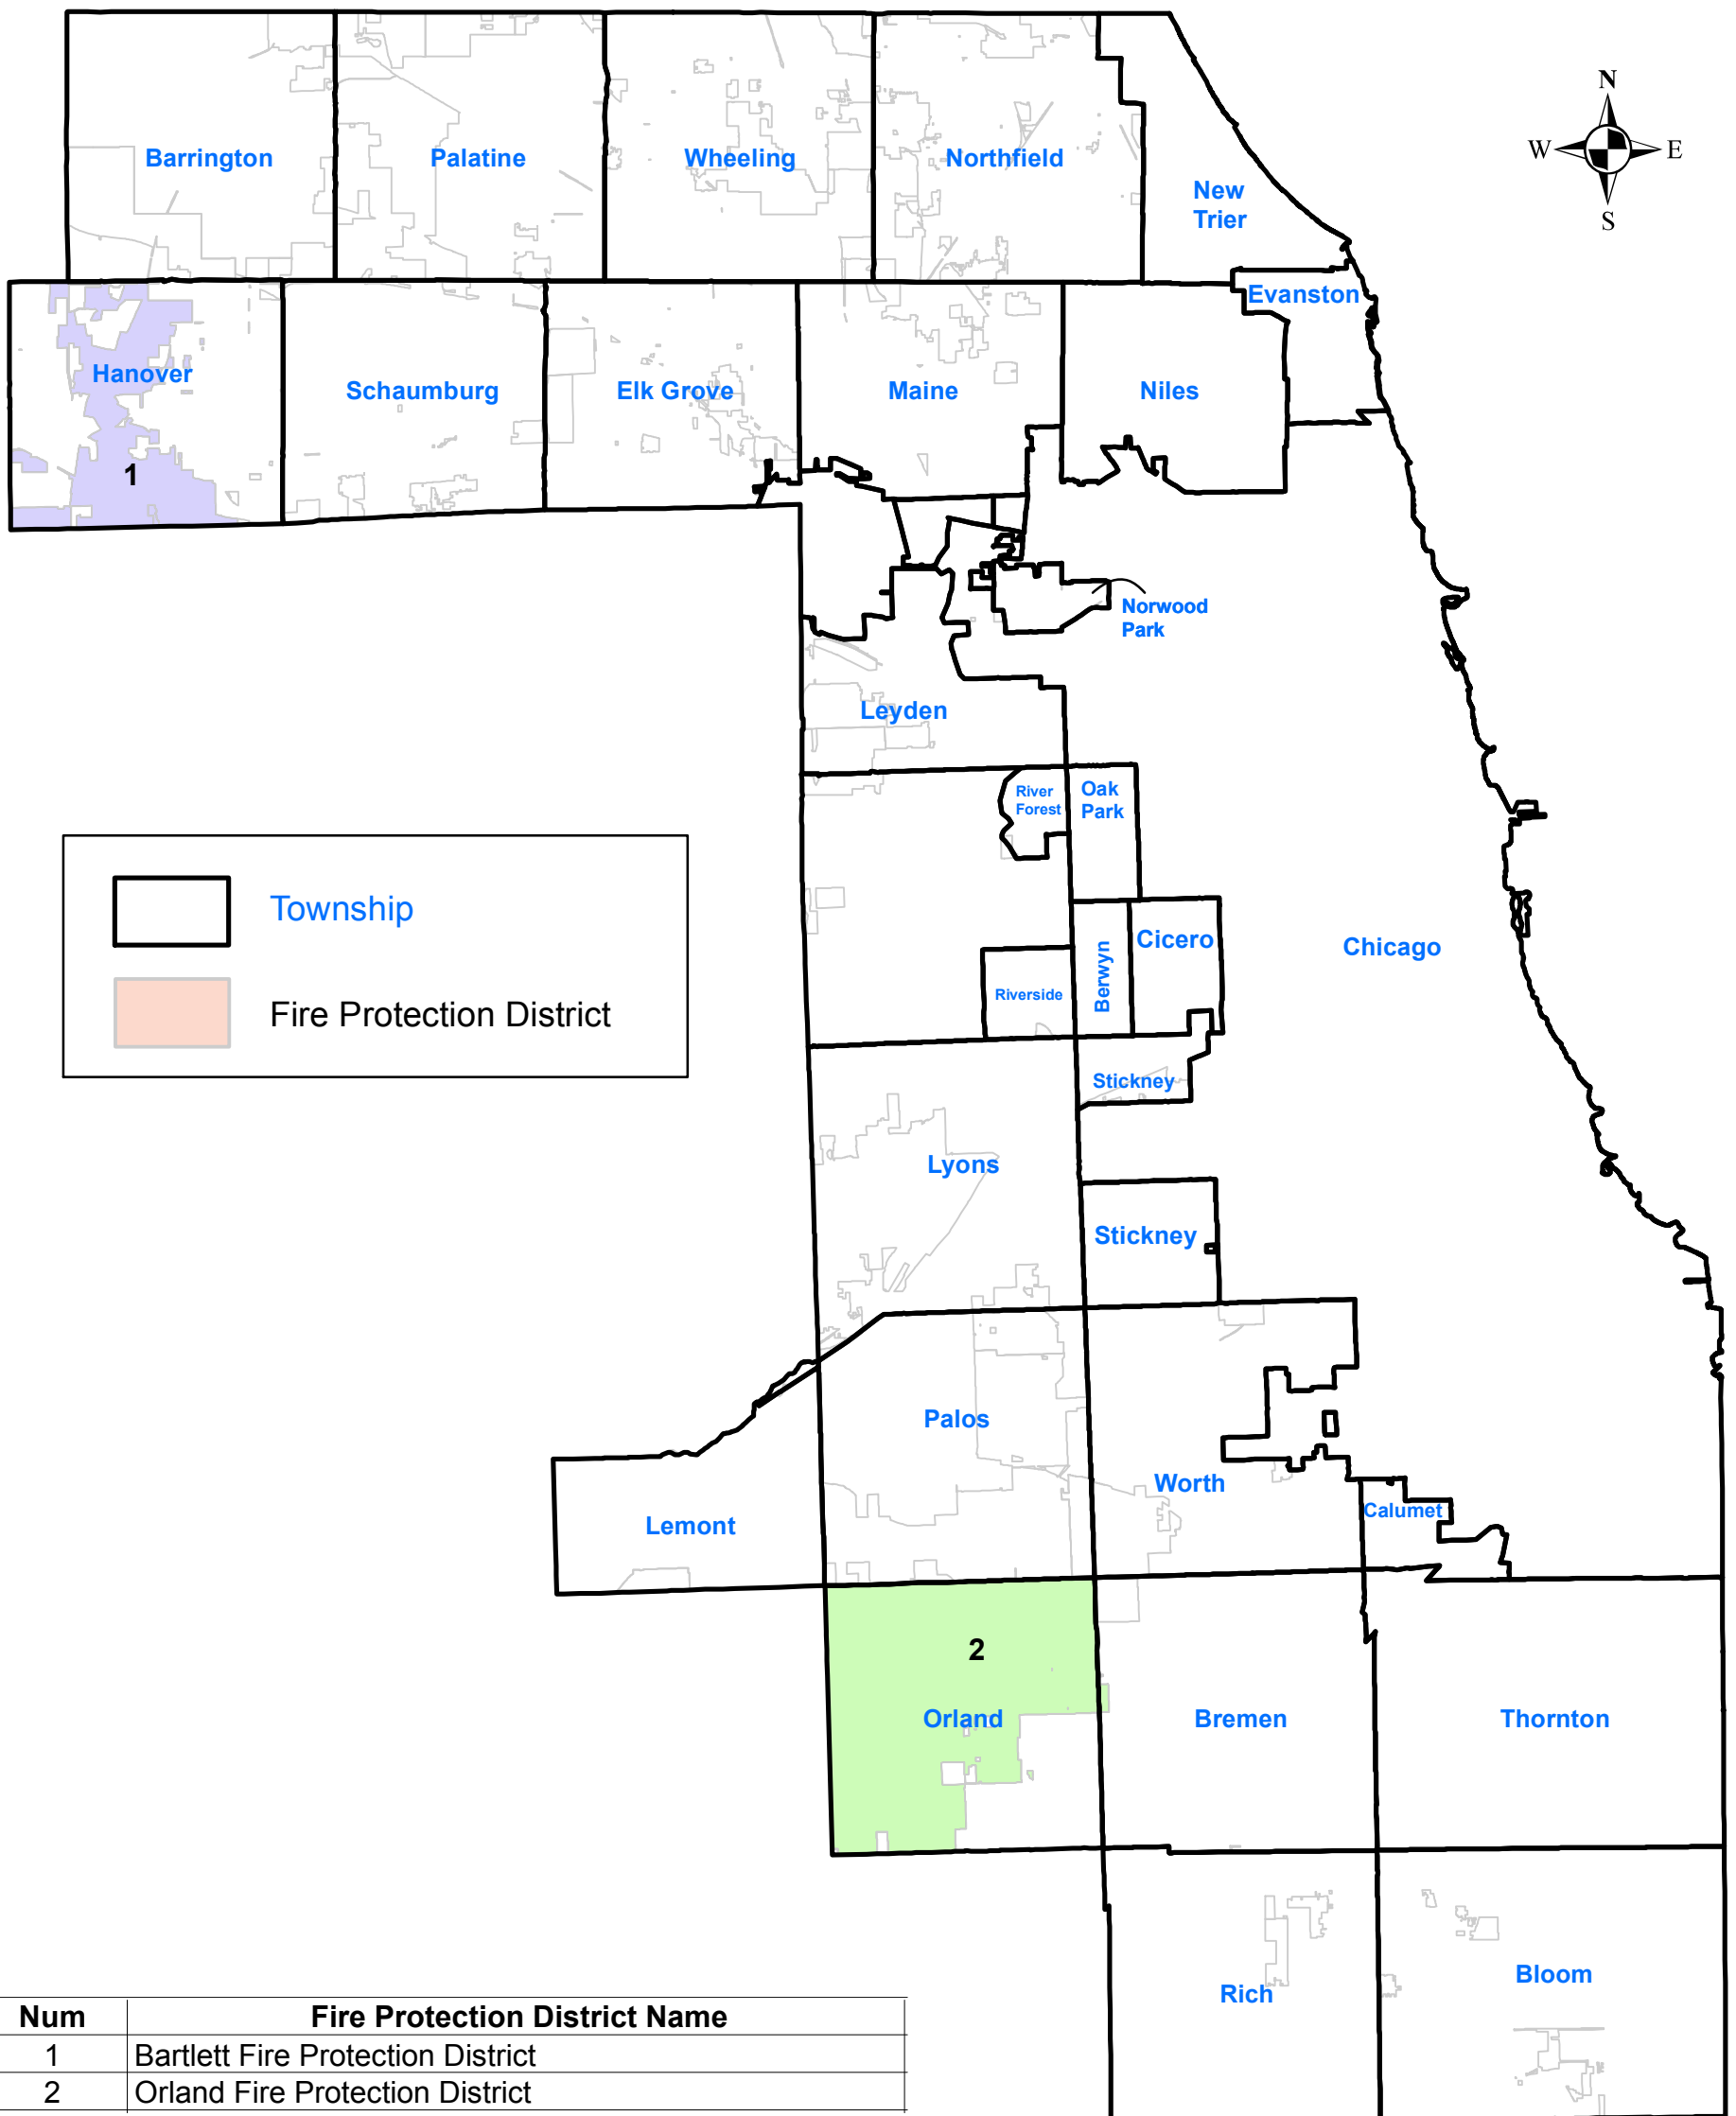 N
W E
S
Barrington
Palatine
Wheeling
Northfield
New
Trier
Evanston
Hanover
Schaumburg
Elk Grove
Maine
Niles
1
Norwood
Park
Leyden
River
Forest
Oak
Park
Township
Fire Protection District
Cicero
Berwyn
Riverside
Chicago
Stickney
Lyons
Stickney
Palos
Worth
Calumet
Lemont
2
Orland
Bremen
Thornton
Rich
Bloom
Num Fire Protection District Name
1 Bartlett Fire Protection District
2 Orland Fire Protection District